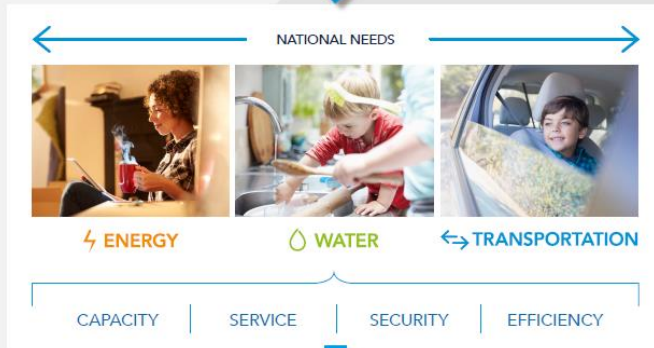 NATIONAL NEEDS
ENERGY
WATER
TRANSPORTATION
CAPACITY
SERVICE
SECURITY
EFFICIENCY